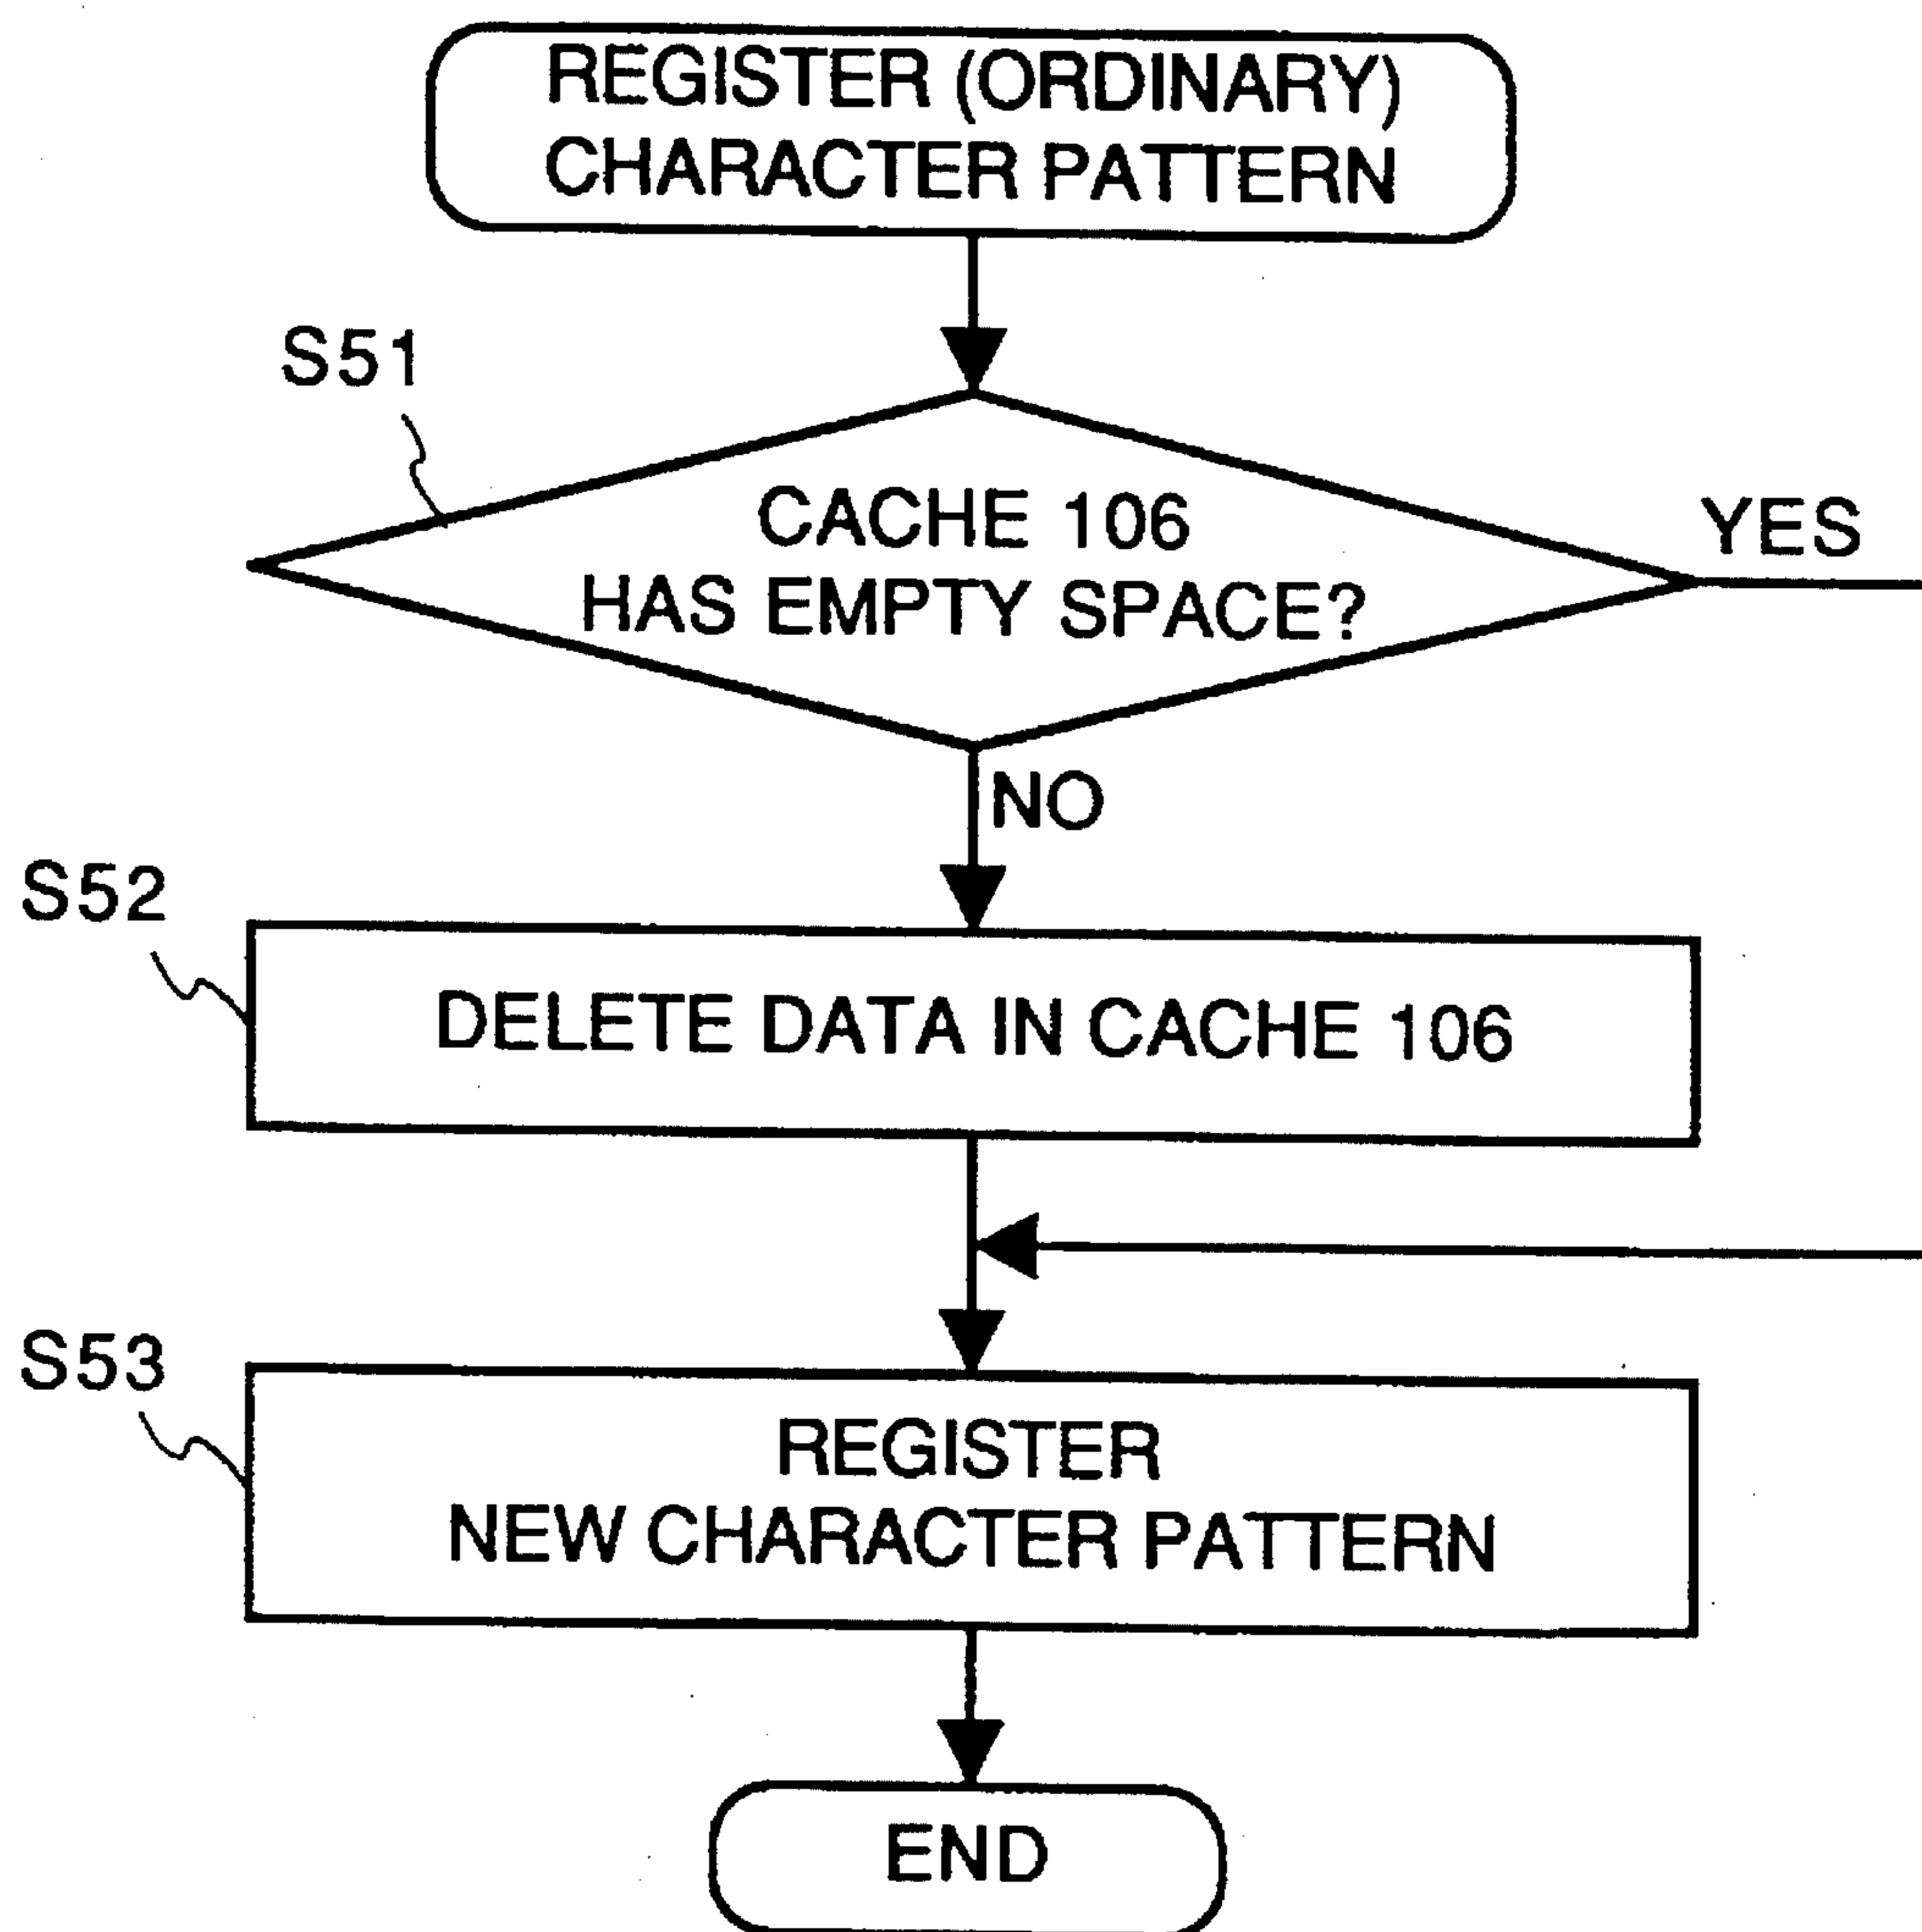 REGISTER (ORDINARY)
CHARACTER PATTERN
S51
CACHE 106
HAS EMPTY SPACE?
YES
NO
S52
DELETE DATA IN CACHE 106
S53
REGISTER
NEW CHARACTER PATTERN
END